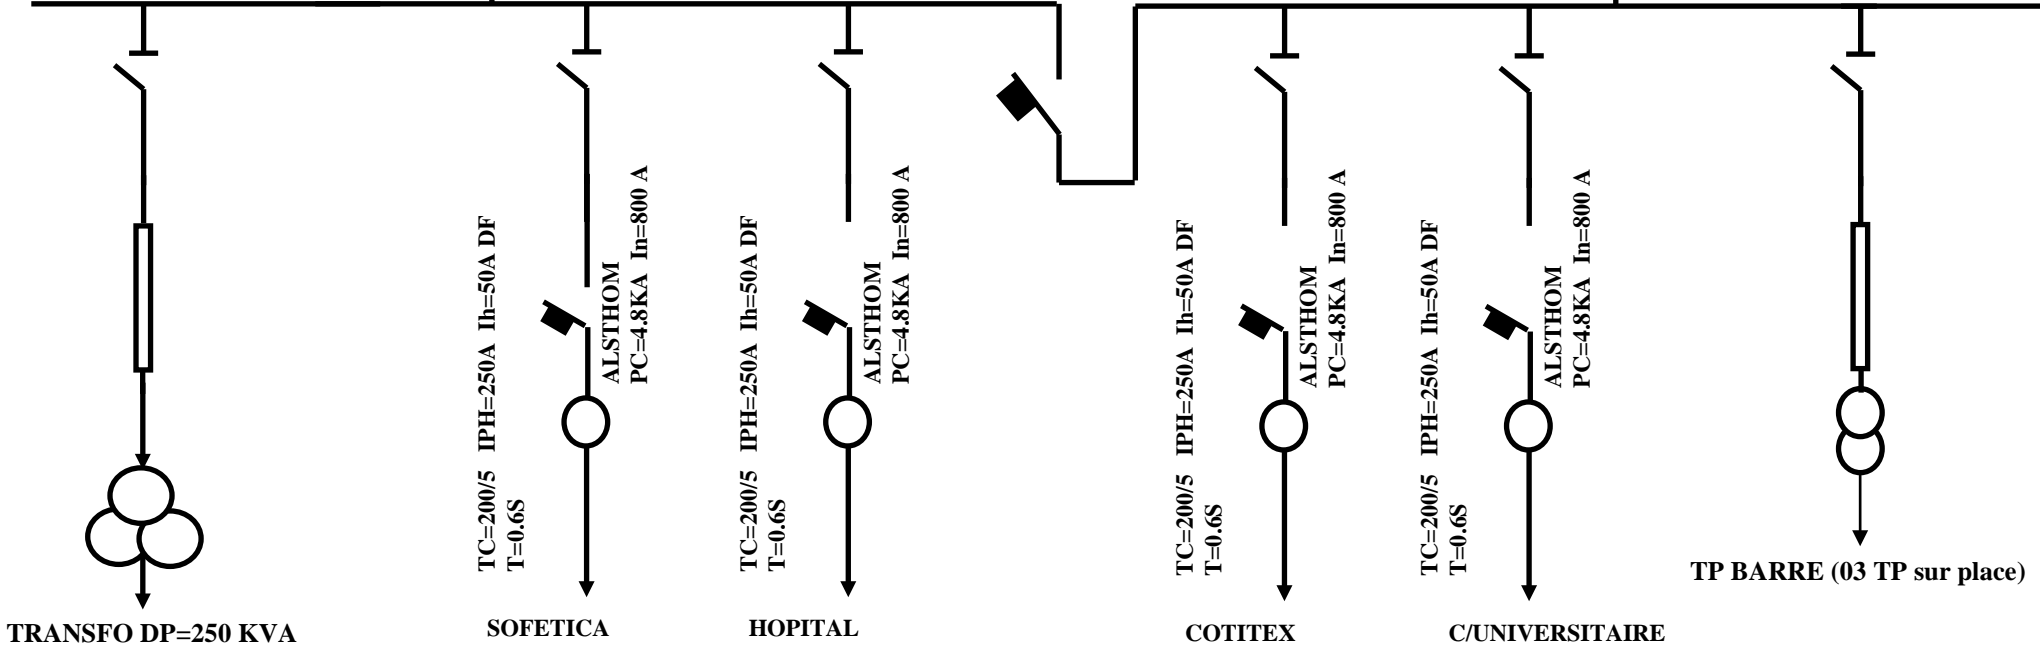 TC=200/5 IPH=250A Ih=50A DF
T=0.6S
ALSTHOM
PC=4.8KA In=800 A
TC=200/5 IPH=250A Ih=50A DF
T=0.6S
ALSTHOM
PC=4.8KA In=800 A
TC=200/5 IPH=250A Ih=50A DF
T=0.6S
ALSTHOM
PC=4.8KA In=800 A
TC=200/5 IPH=250A Ih=50A DF
T=0.6S
ALSTHOM
PC=4.8KA In=800 A
TP BARRE (03 TP sur place)
TRANSFO DP=250 KVA
SOFETICA
HOPITAL
COTITEX
C/UNIVERSITAIRE